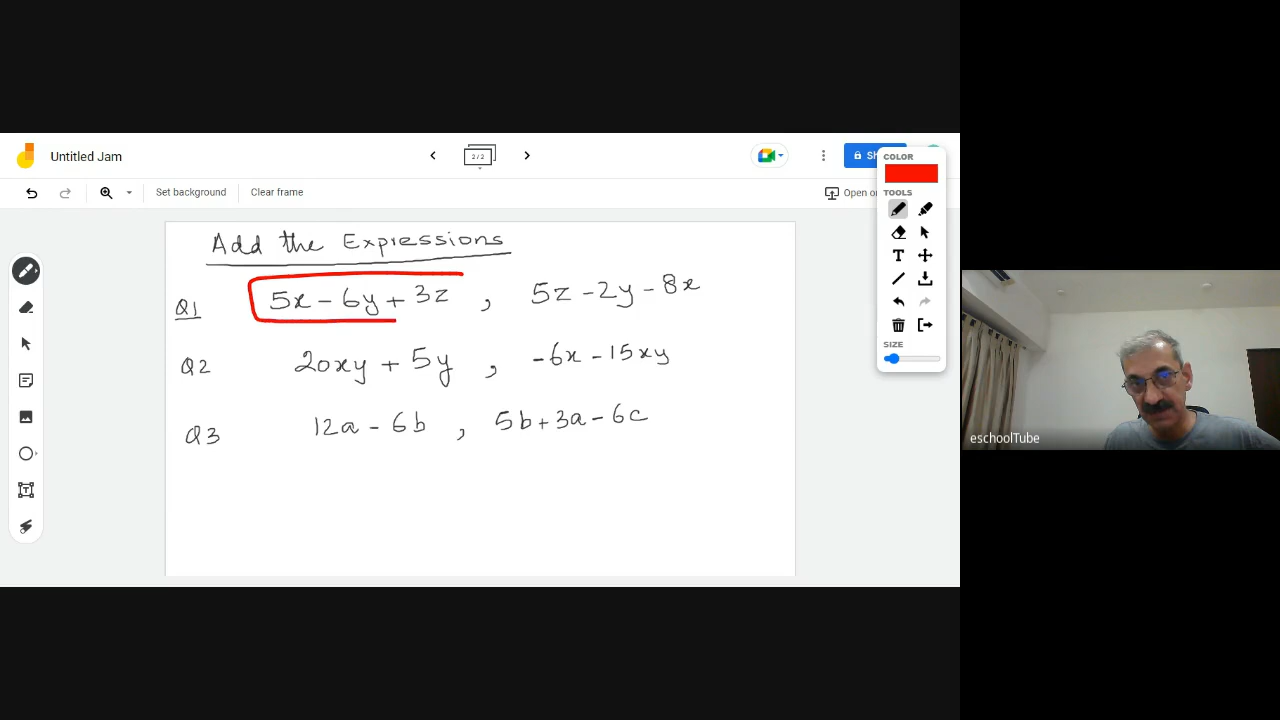 Untitled Jam
2/2
Sh
COLOR
TOOLS
Set background
Clear frame
Open o
T
SIZE
Add the Expressions
Q1 5x - 6y + 3z , 5z - 2y - 8x
Q2 20xy + 5y , -6x - 15xy
Q3 12a - 6b , 5b + 3a - 6c
eschoolTube